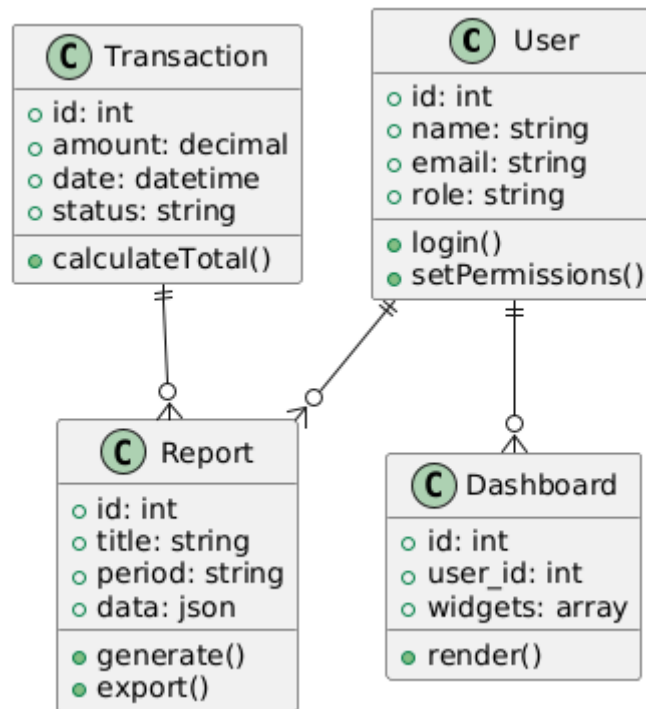 C Transaction
id: int
amount: decimal
date: datetime
status: string
calculateTotal()
C User
id: int
name: string
email: string
role: string
login()
setPermissions()
C Report
id: int
title: string
period: string
data: json
generate()
export()
C Dashboard
id: int
user_id: int
widgets: array
render()